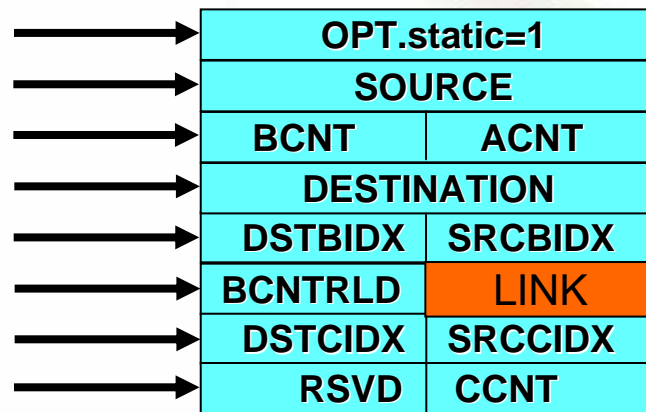 OPT.static=1
SOURCE
BCNT ACNT
DESTINATION
DSTBIDX SRCBIDX
BCNTRLD LINK
DSTCIDX SRCCIDX
RSVD CCNT